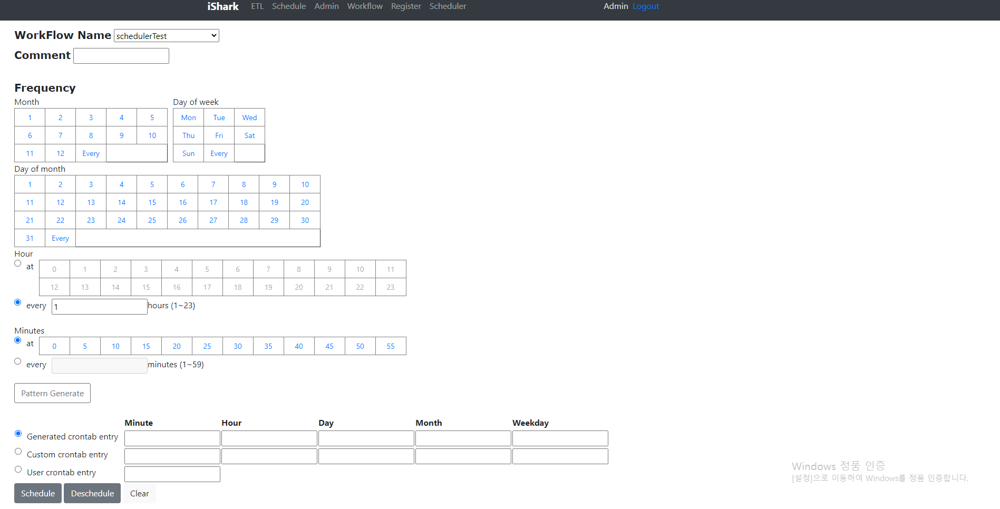 iShark ETL Schedule Admin Workflow Register Scheduler Admin Logout
WorkFlow Name schedulerTest
Comment
Frequency
Month
1 2 3 4 5
6 7 8 9 10
11 12 Every
Day of week
Mon Tue Wed
Thu Fri Sat
Sun Every
Day of month
1 2 3 4 5 6 7 8 9 10
11 12 13 14 15 16 17 18 19 20
21 22 23 24 25 26 27 28 29 30
31 Every
Hour
at 0 1 2 3 4 5 6 7 8 9 10 11
12 13 14 15 16 17 18 19 20 21 22 23
every 1 hours (1~23)
Minutes
at 0 5 10 15 20 25 30 35 40 45 50 55
every minutes (1~59)
Pattern Generate
Minute Hour Day Month Weekday
Generated crontab entry
Custom crontab entry
User crontab entry
Schedule Deschedule Clear
Windows 정품 인증
[설정]으로 이동하여 Windows를 정품 인증합니다.